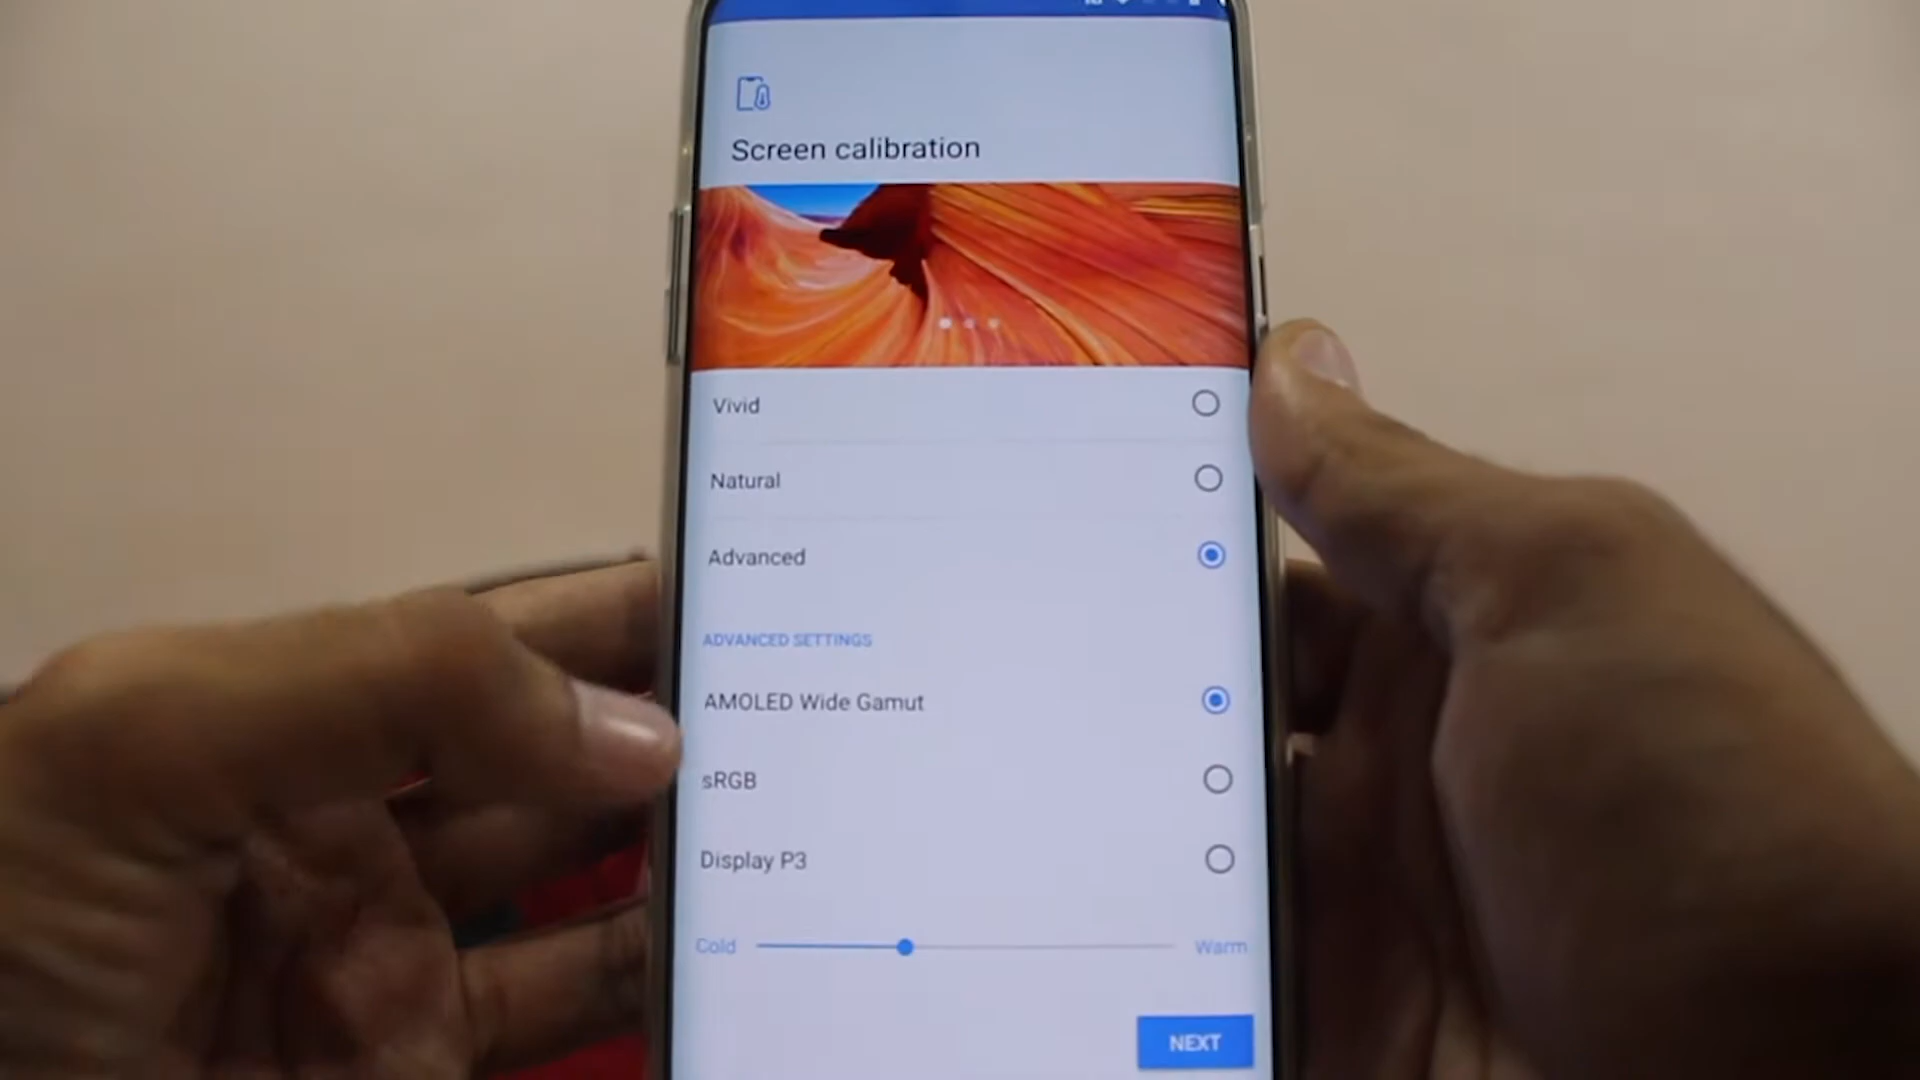 Screen calibration
Vivid
Natural
Advanced
ADVANCED SETTINGS
AMOLED Wide Gamut
sRGB
Display P3
Cold Warm
NEXT